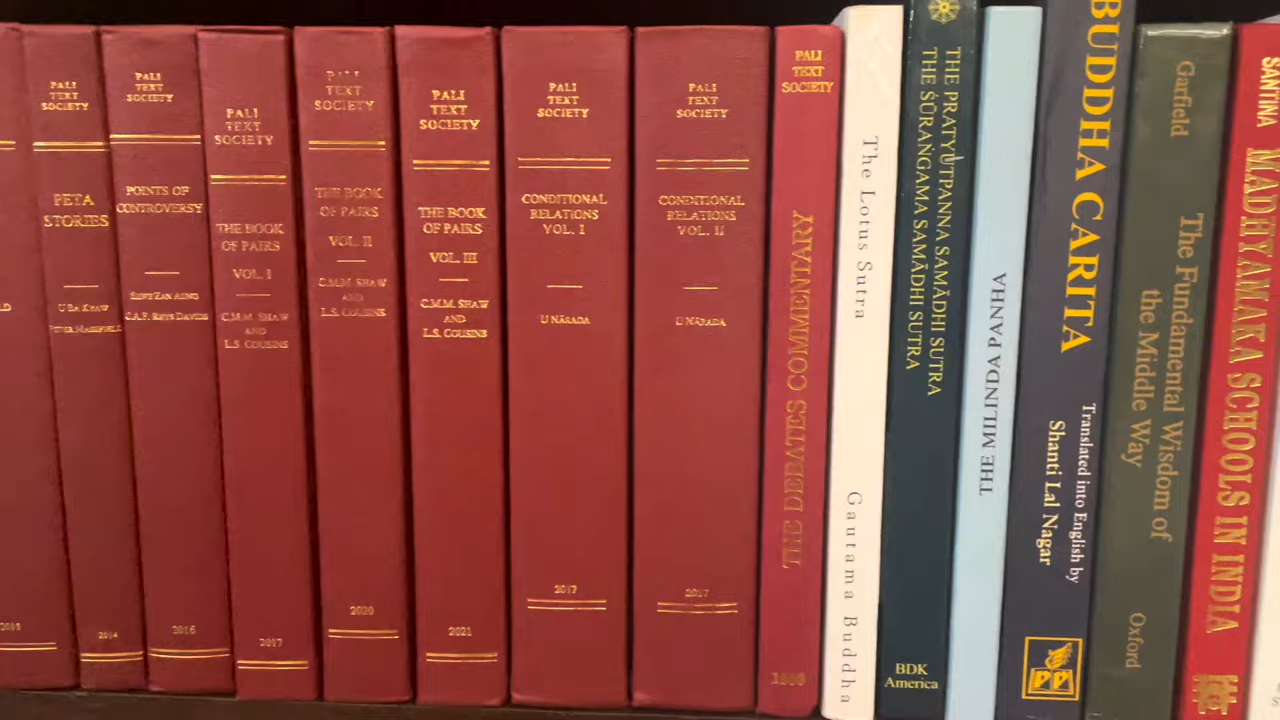 2014
PALI
TEXT
SOCIETY
PETA
STORIES
U BA KYAW
PETER MASEFIELD
PALI
TEXT
SOCIETY
POINTS OF
CONTROVERSY
SHWE ZAN AUNG
C.A.F. RHYS DAVIDS
2016
PALI
TEXT
SOCIETY
THE BOOK
OF PAIRS
VOL. I
C.M.M. SHAW
AND
L.S. COUSINS
2017
PALI
TEXT
SOCIETY
THE BOOK
OF PAIRS
VOL. II
C.M.M. SHAW
AND
L.S. COUSINS
2020
PALI
TEXT
SOCIETY
THE BOOK
OF PAIRS
VOL. III
C.M.M. SHAW
AND
L.S. COUSINS
2021
PALI
TEXT
SOCIETY
CONDITIONAL
RELATIONS
VOL. I
U NĀRADA
2017
PALI
TEXT
SOCIETY
CONDITIONAL
RELATIONS
VOL. II
U NĀRADA
2017
PALI
TEXT
SOCIETY
THE DEBATES COMMENTARY
The Lotus Sutra
Gautama Buddha
THE PRATYUTPANNA SAMĀDHI SUTRA
THE ŚŪRANGAMA SAMĀDHI SUTRA
BDK
America
THE MILINDA PANHA
BUDDHA CARITA
Translated into English by
Shanti Lal Nagar
Garfield
The Fundamental Wisdom of
the Middle Way
Oxford
SANTINA
MADHYAMAKA SCHOOLS IN INDIA